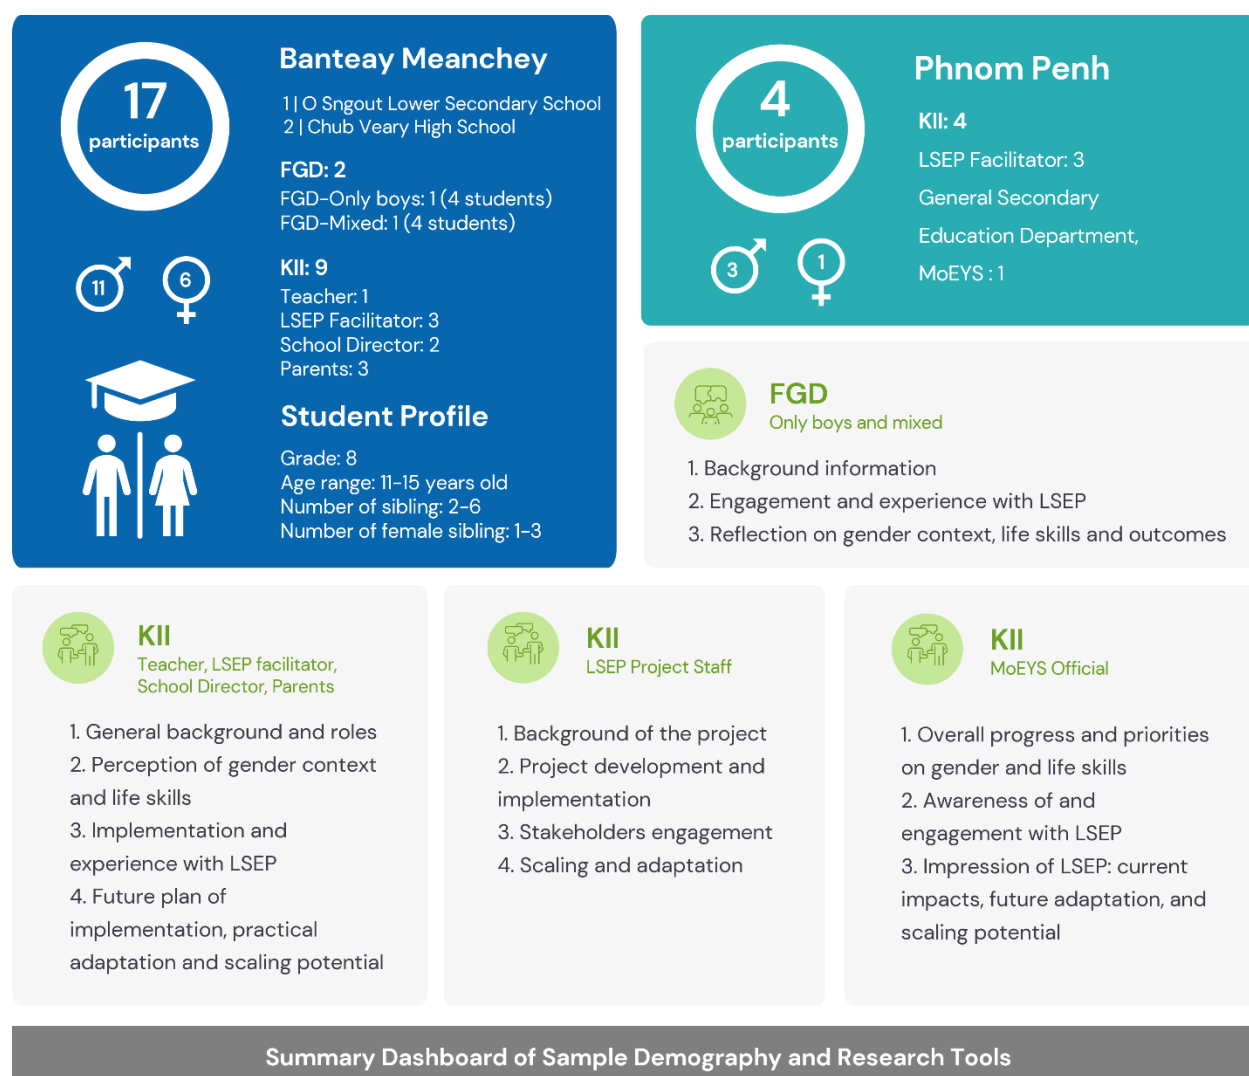 17
participants
Banteay Meanchey
1 | O Sngout Lower Secondary School
2 | Chub Veary High School
FGD: 2
FGD-Only boys: 1 (4 students)
FGD-Mixed: 1 (4 students)
11
6
KII: 9
Teacher: 1
LSEP Facilitator: 3
School Director: 2
Parents: 3
Student Profile
Grade: 8
Age range: 11-15 years old
Number of sibling: 2-6
Number of female sibling: 1-3
4
participants
Phnom Penh
KII: 4
LSEP Facilitator: 3
General Secondary
Education Department,
MoEYS : 1
3
1
FGD
Only boys and mixed
1. Background information
2. Engagement and experience with LSEP
3. Reflection on gender context, life skills and outcomes
KII
Teacher, LSEP facilitator,
School Director, Parents
1. General background and roles
2. Perception of gender context
and life skills
3. Implementation and
experience with LSEP
4. Future plan of
implementation, practical
adaptation and scaling potential
KII
LSEP Project Staff
1. Background of the project
2. Project development and
implementation
3. Stakeholders engagement
4. Scaling and adaptation
KII
MoEYS Official
1. Overall progress and priorities
on gender and life skills
2. Awareness of and
engagement with LSEP
3. Impression of LSEP: current
impacts, future adaptation, and
scaling potential
Summary Dashboard of Sample Demography and Research Tools